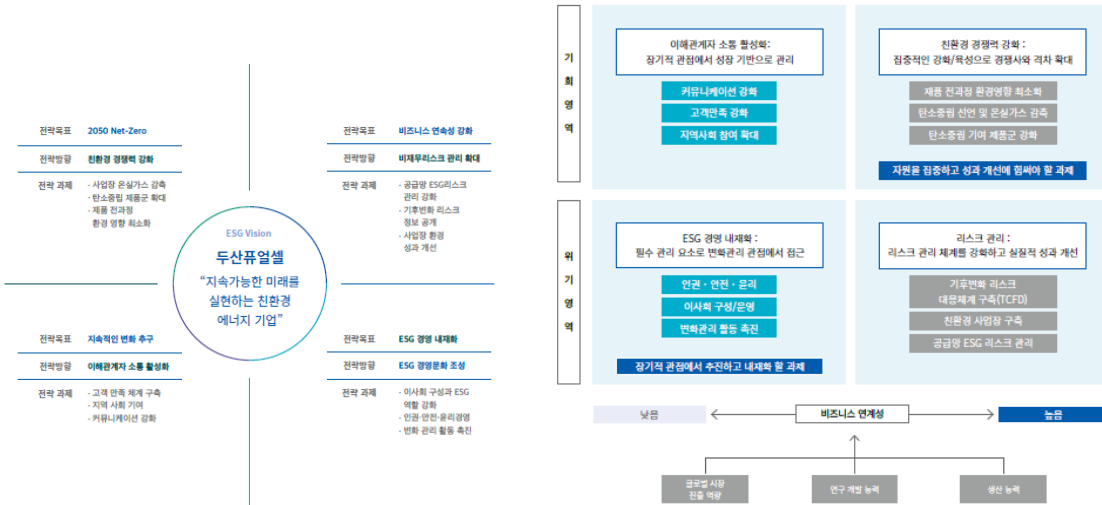 전략목표 2050 Net-Zero
전략방향 친환경 경쟁력 강화
전략 과제 · 사업장 온실가스 감축
· 탄소중립 제품군 확대
· 제품 전과정
환경 영향 최소화
전략목표 비즈니스 연속성 강화
전략방향 비재무리스크 관리 확대
전략 과제 · 공급망 ESG리스크
관리 강화
· 기후변화 리스크
정보 공개
· 사업장 환경
성과 개선
ESG Vision
두산퓨얼셀
“지속가능한 미래를
실현하는 친환경
에너지 기업”
전략목표 지속적인 변화 추구
전략방향 이해관계자 소통 활성화
전략 과제 · 고객 만족 체계 구축
· 지역 사회 기여
· 커뮤니케이션 강화
전략목표 ESG 경영 내재화
전략방향 ESG 경영문화 조성
전략 과제 · 이사회 구성과 ESG
역할 강화
· 인권·안전·윤리경영
· 변화 관리 활동 촉진
기
회
영
역
이해관계자 소통 활성화:
장기적 관점에서 성장 기반으로 관리
커뮤니케이션 강화
고객만족 강화
지역사회 참여 확대
친환경 경쟁력 강화 :
집중적인 강화/육성으로 경쟁사와 격차 확대
제품 전과정 환경영향 최소화
탄소중립 선언 및 온실가스 감축
탄소중립 기여 제품군 강화
자원을 집중하고 성과 개선에 힘써야 할 과제
위
기
영
역
ESG 경영 내재화 :
필수 관리 요소로 변화관리 관점에서 접근
인권 · 안전 · 윤리
이사회 구성/운영
변화관리 활동 촉진
장기적 관점에서 추진하고 내재화 할 과제
리스크 관리 :
리스크 관리 체계를 강화하고 실질적 성과 개선
기후변화 리스크
대응체계 구축(TCFD)
친환경 사업장 구축
공급망 ESG 리스크 관리
낮음
비즈니스 연계성
높음
글로벌 시장
진출 역량
연구 개발 능력
생산 능력